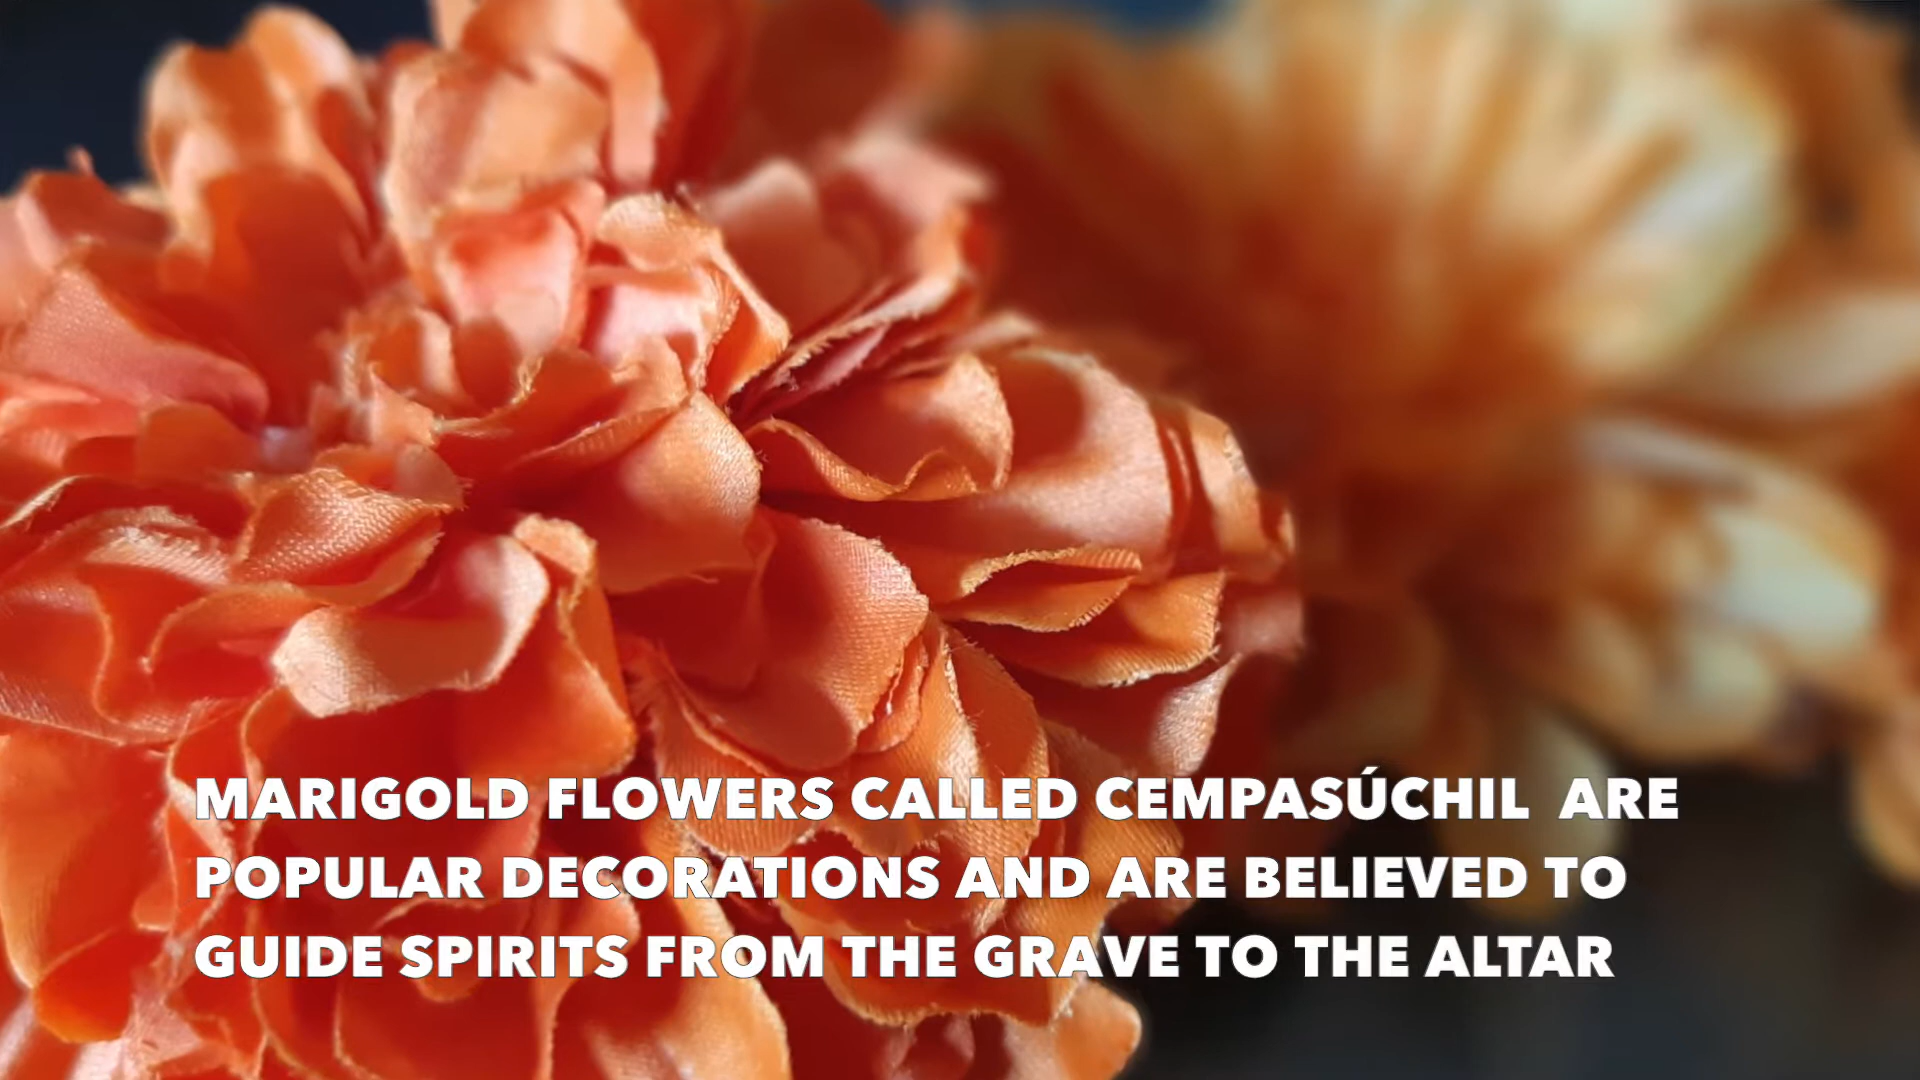 MARIGOLD FLOWERS CALLED CEMPASÚCHIL  ARE
POPULAR DECORATIONS AND ARE BELIEVED TO
GUIDE SPIRITS FROM THE GRAVE TO THE ALTAR